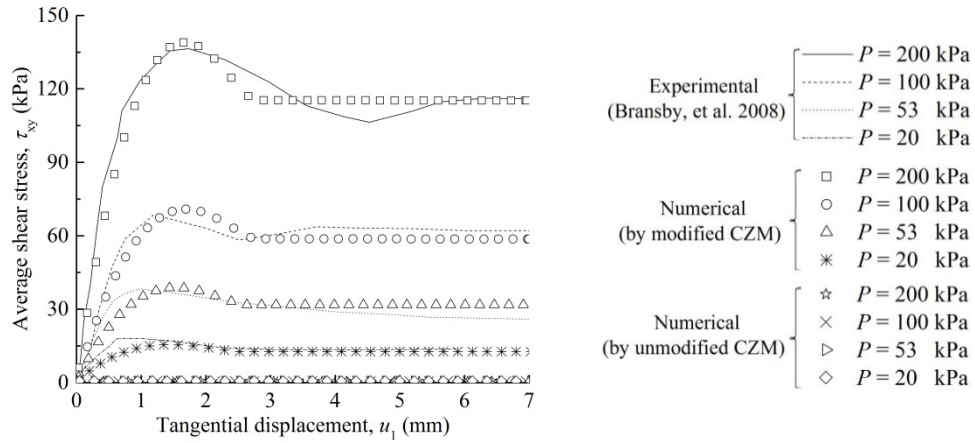 150
120
90
60
30
0
Average shear stress, τxy (kPa)
0 1 2 3 4 5 6 7
Tangential displacement, u1 (mm)
Experimental
(Bransby, et al. 2008)
P = 200 kPa
P = 100 kPa
P = 53 kPa
P = 20 kPa
Numerical
(by modified CZM)
P = 200 kPa
P = 100 kPa
P = 53 kPa
P = 20 kPa
Numerical
(by unmodified CZM)
P = 200 kPa
P = 100 kPa
P = 53 kPa
P = 20 kPa